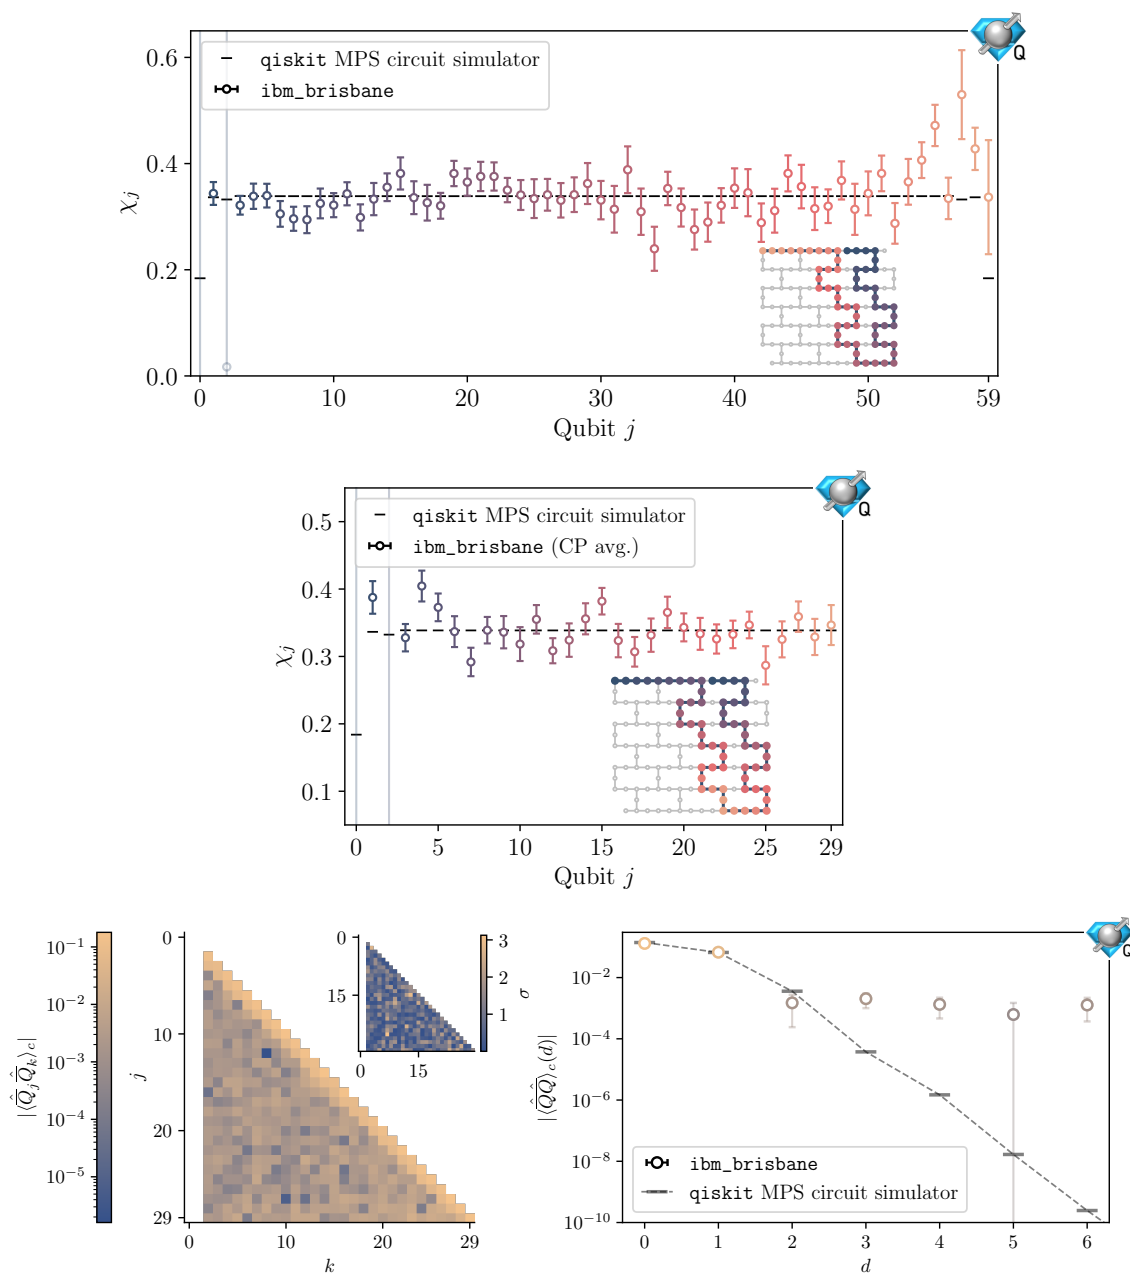 Q
0.6
0.4
0.2
0.0
χj
qiskit MPS circuit simulator
ibm_brisbane
0 10 20 30 40 50 59
Qubit j
Q
0.5
0.4
0.3
0.2
0.1
χj
qiskit MPS circuit simulator
ibm_brisbane (CP avg.)
0 5 10 15 20 25 29
Qubit j
|⟨Q̂̅jQ̂̅k⟩c|
10⁻¹
10⁻²
10⁻³
10⁻⁴
10⁻⁵
j
0
10
20
29
0 10 20 29
k
0
15
0 15
3
2
1
σ
Q
|⟨Q̂̅Q̂̅⟩c(d)|
10⁻²
10⁻⁴
10⁻⁶
10⁻⁸
10⁻¹⁰
ibm_brisbane
qiskit MPS circuit simulator
0 1 2 3 4 5 6
d